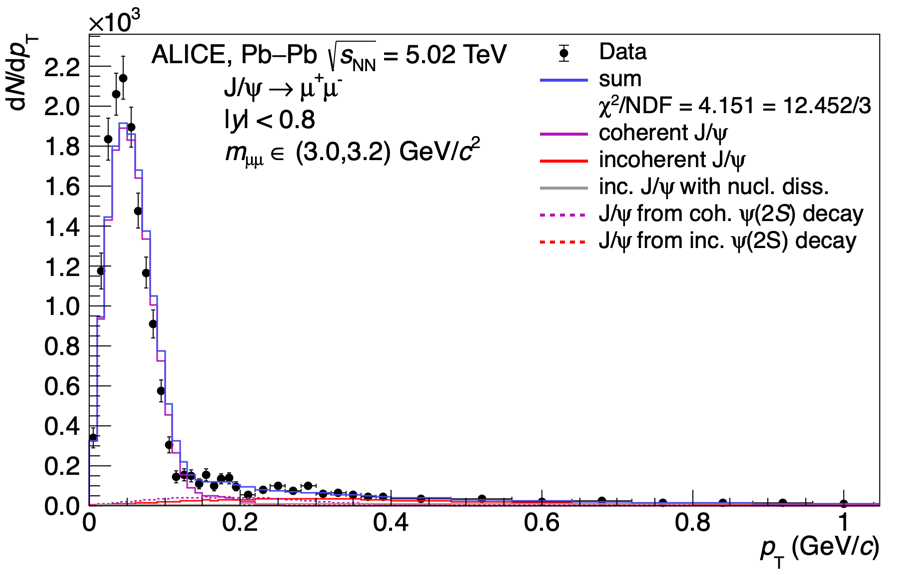 ×10³
dN/dp_T
2.2
2.0
1.8
1.6
1.4
1.2
1.0
0.8
0.6
0.4
0.2
0.0
ALICE, Pb–Pb √s_NN = 5.02 TeV
J/ψ → μ⁺μ⁻
|y| < 0.8
m_μμ ∈ (3.0,3.2) GeV/c²
Data
sum
χ²/NDF = 4.151 = 12.452/3
coherent J/ψ
incoherent J/ψ
inc. J/ψ with nucl. diss.
J/ψ from coh. ψ(2S) decay
J/ψ from inc. ψ(2S) decay
0 0.2 0.4 0.6 0.8 1
p_T (GeV/c)